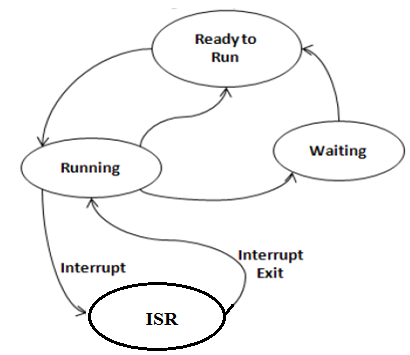 Ready to
Run
Running
Waiting
Interrupt
Interrupt
Exit
ISR